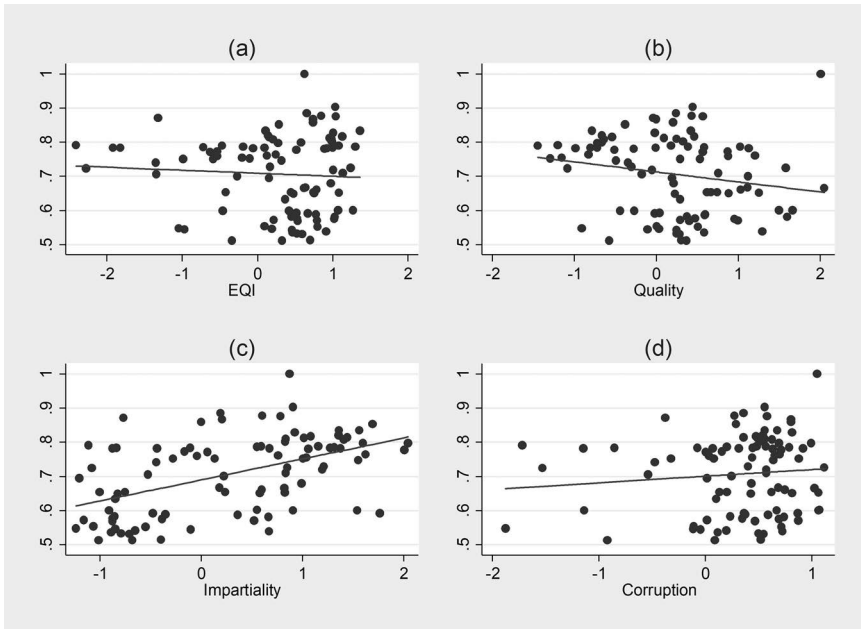 (a)
1
.9
.8
.7
.6
.5
-2 -1 0 1 2
EQI
(b)
1
.9
.8
.7
.6
.5
-2 -1 0 1 2
Quality
(c)
1
.9
.8
.7
.6
.5
-1 0 1 2
Impartiality
(d)
1
.9
.8
.7
.6
.5
-2 -1 0 1
Corruption